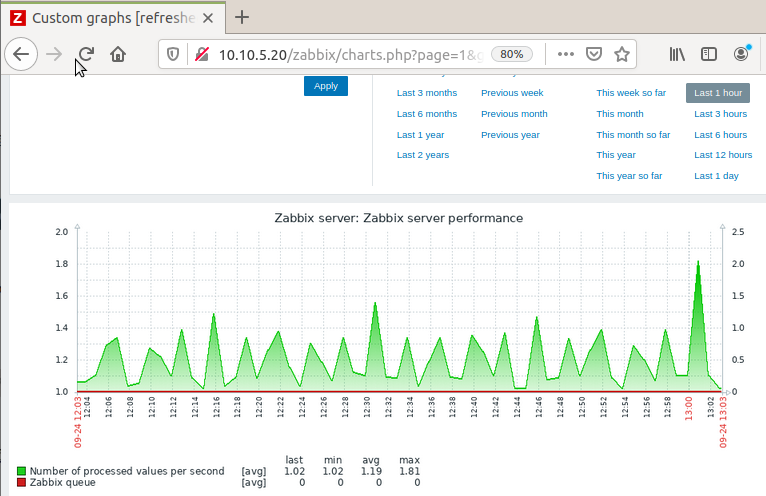 Z Custom graphs [refreshe
10.10.5.20/zabbix/charts.php?page=1&g
80%
Apply
Last 3 months Previous week This week so far Last 1 hour
Last 6 months Previous month This month Last 3 hours
Last 1 year Previous year This month so far Last 6 hours
Last 2 years This year Last 12 hours
This year so far Last 1 day
Zabbix server: Zabbix server performance
2.0 2.5
1.8 2.0
1.6 1.5
1.4 1.0
1.2 0.5
1.0 0
09-24 12:03 12:04 12:06 12:08 12:10 12:12 12:14 12:16 12:18 12:20 12:22 12:24 12:26 12:28 12:30 12:32 12:34 12:36 12:38 12:40 12:42 12:44 12:46 12:48 12:50 12:52 12:54 12:56 12:58 13:00 13:02 09-24 13:03
last min avg max
Number of processed values per second [avg] 1.02 1.02 1.19 1.81
Zabbix queue [avg] 0 0 0 0